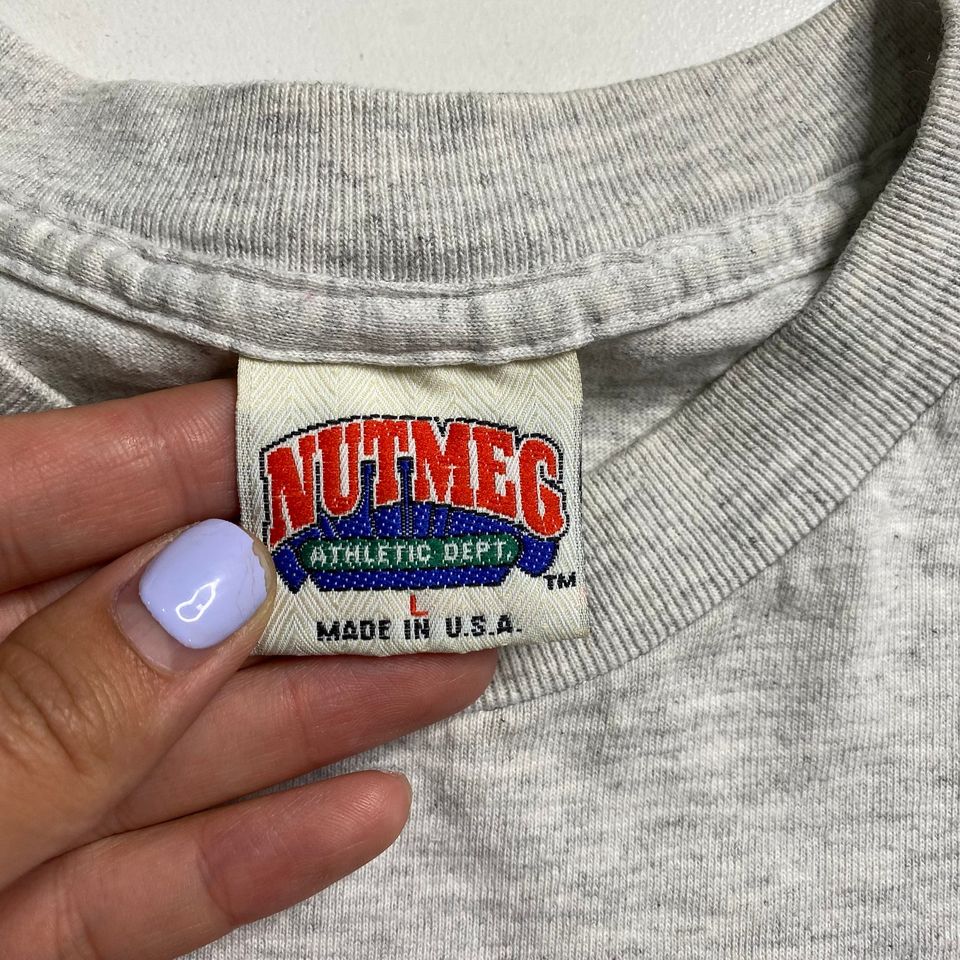 NUTMEG
ATHLETIC DEPT.
TM
L
MADE IN U.S.A.